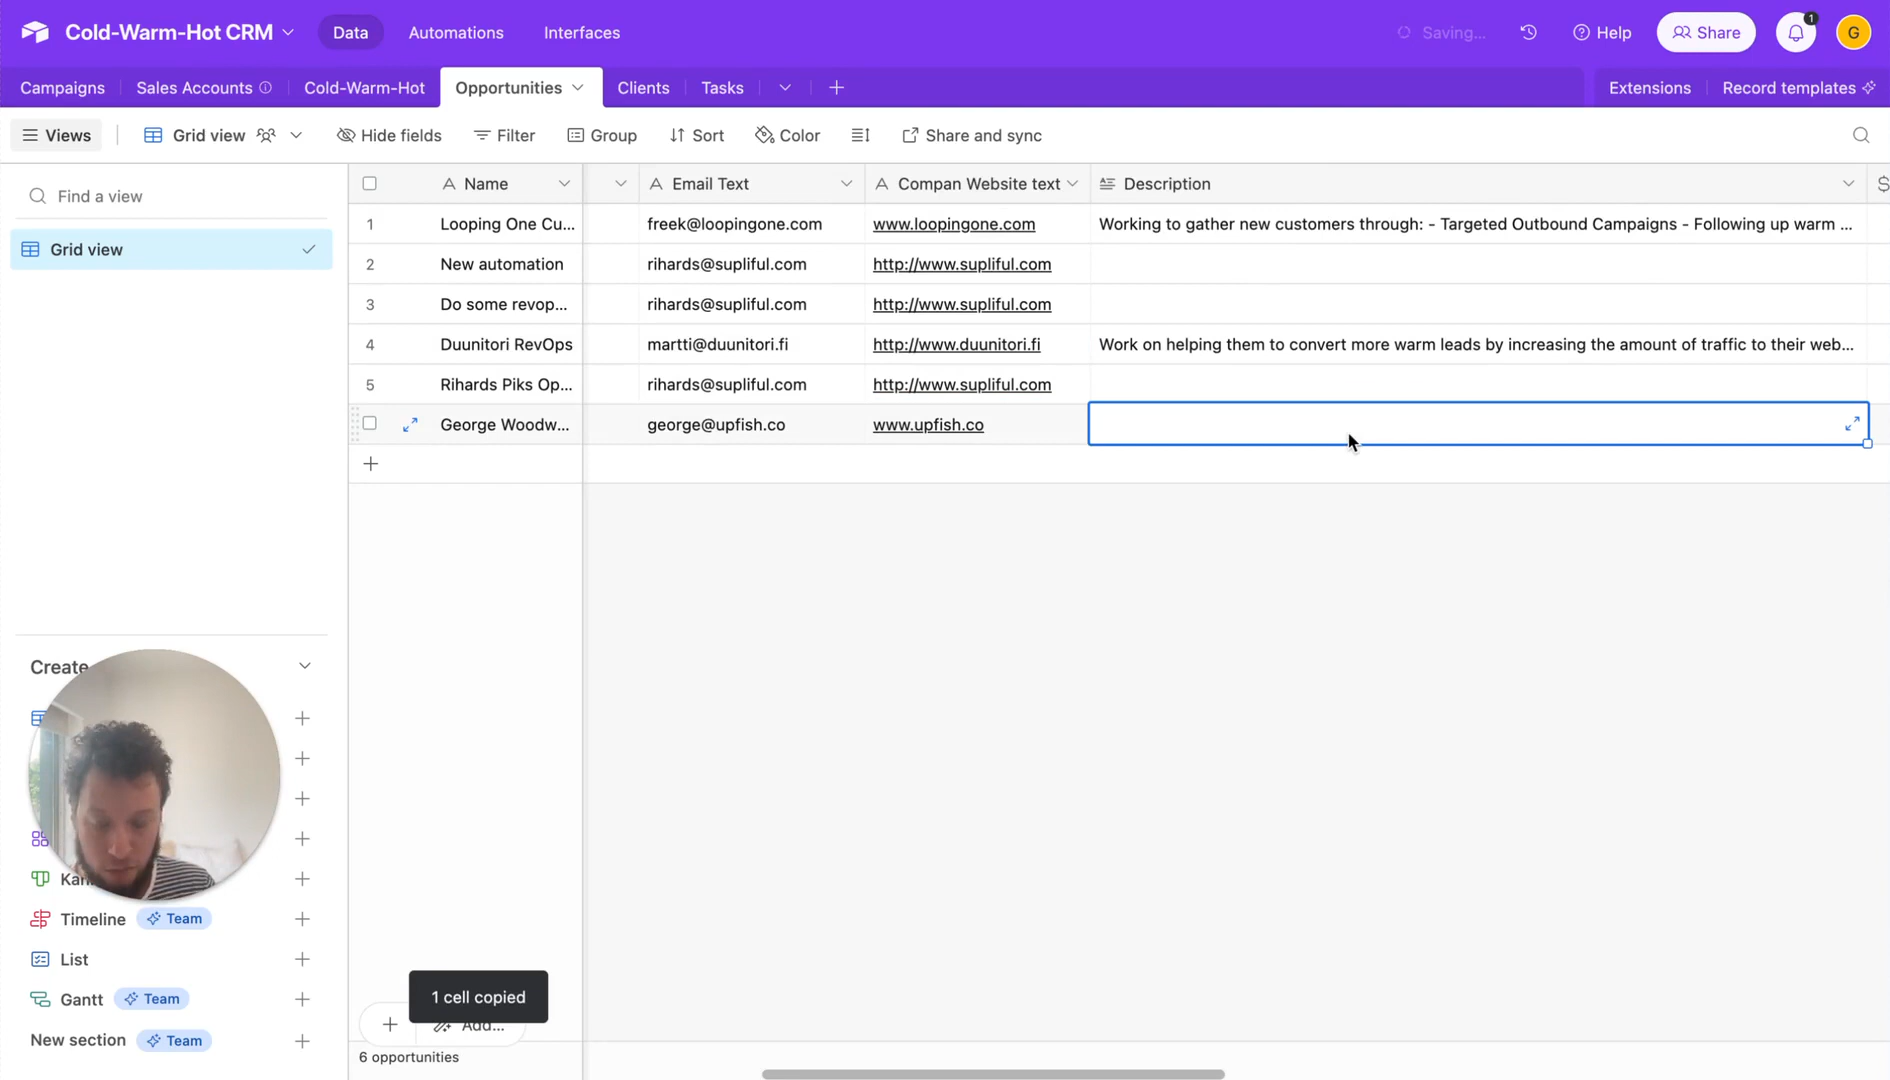 Cold-Warm-Hot CRM Data Automations Interfaces Saving... Help Share 1 G
Campaigns Sales Accounts Cold-Warm-Hot Opportunities Clients Tasks Extensions Record templates
Views Grid view Hide fields Filter Group Sort Color Share and sync
Find a view
Grid view
Name Email Text Compan Website text Description $
1 Looping One Cu... freek@loopingone.com www.loopingone.com Working to gather new customers through: - Targeted Outbound Campaigns - Following up warm ...
2 New automation rihards@supliful.com http://www.supliful.com
3 Do some revop... rihards@supliful.com http://www.supliful.com
4 Duunitori RevOps martti@duunitori.fi http://www.duunitori.fi Work on helping them to convert more warm leads by increasing the amount of traffic to their web...
5 Rihards Piks Op... rihards@supliful.com http://www.supliful.com
George Woodw... george@upfish.co www.upfish.co
Create
Timeline Team
List
Gantt Team
New section Team
1 cell copied
Add...
6 opportunities